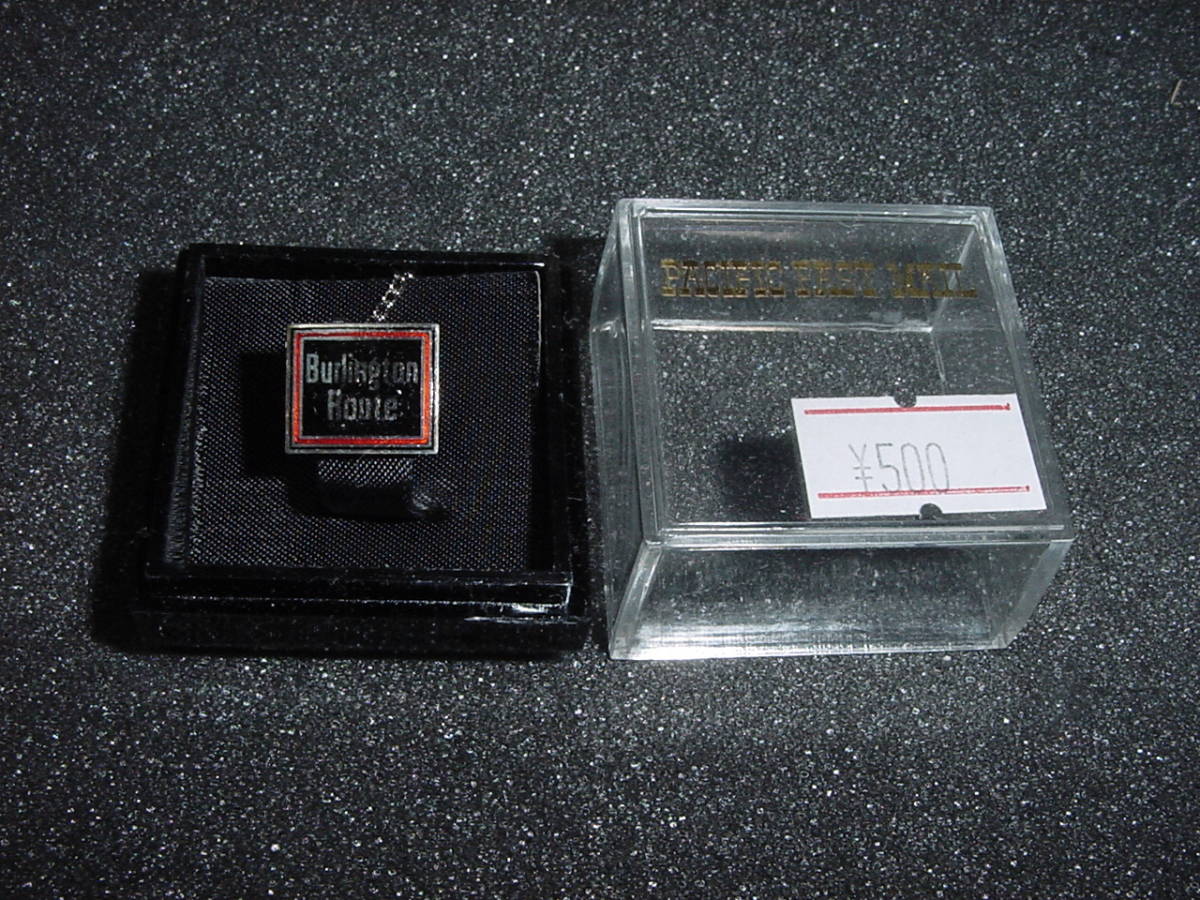 Burlington
Route
PACIFIC FAST MAIL
¥500